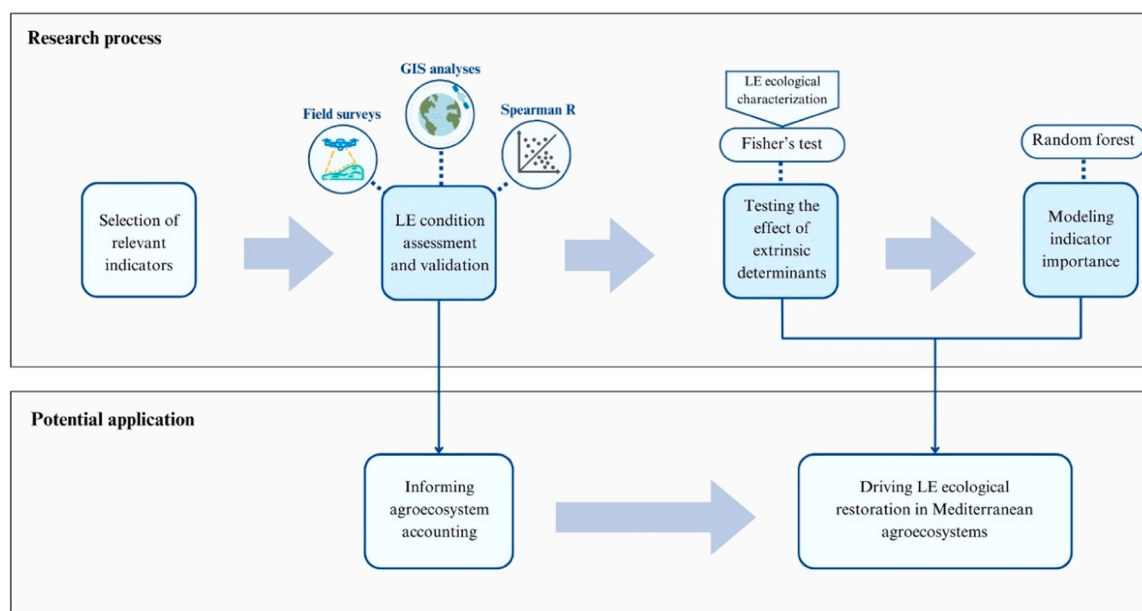 Research process
GIS analyses
Field surveys
Spearman R
LE ecological
characterization
Fisher's test
Random forest
Selection of
relevant
indicators
LE condition
assessment
and validation
Testing the
effect of
extrinsic
determinants
Modeling
indicator
importance
Potential application
Informing
agroecosystem
accounting
Driving LE ecological
restoration in Mediterranean
agroecosystems